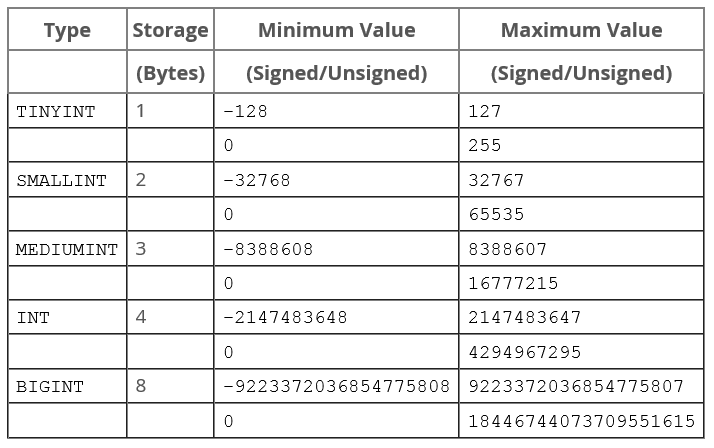 Type Storage Minimum Value Maximum Value
(Bytes) (Signed/Unsigned) (Signed/Unsigned)
TINYINT 1 -128 127
0 255
SMALLINT 2 -32768 32767
0 65535
MEDIUMINT 3 -8388608 8388607
0 16777215
INT 4 -2147483648 2147483647
0 4294967295
BIGINT 8 -9223372036854775808 9223372036854775807
0 18446744073709551615